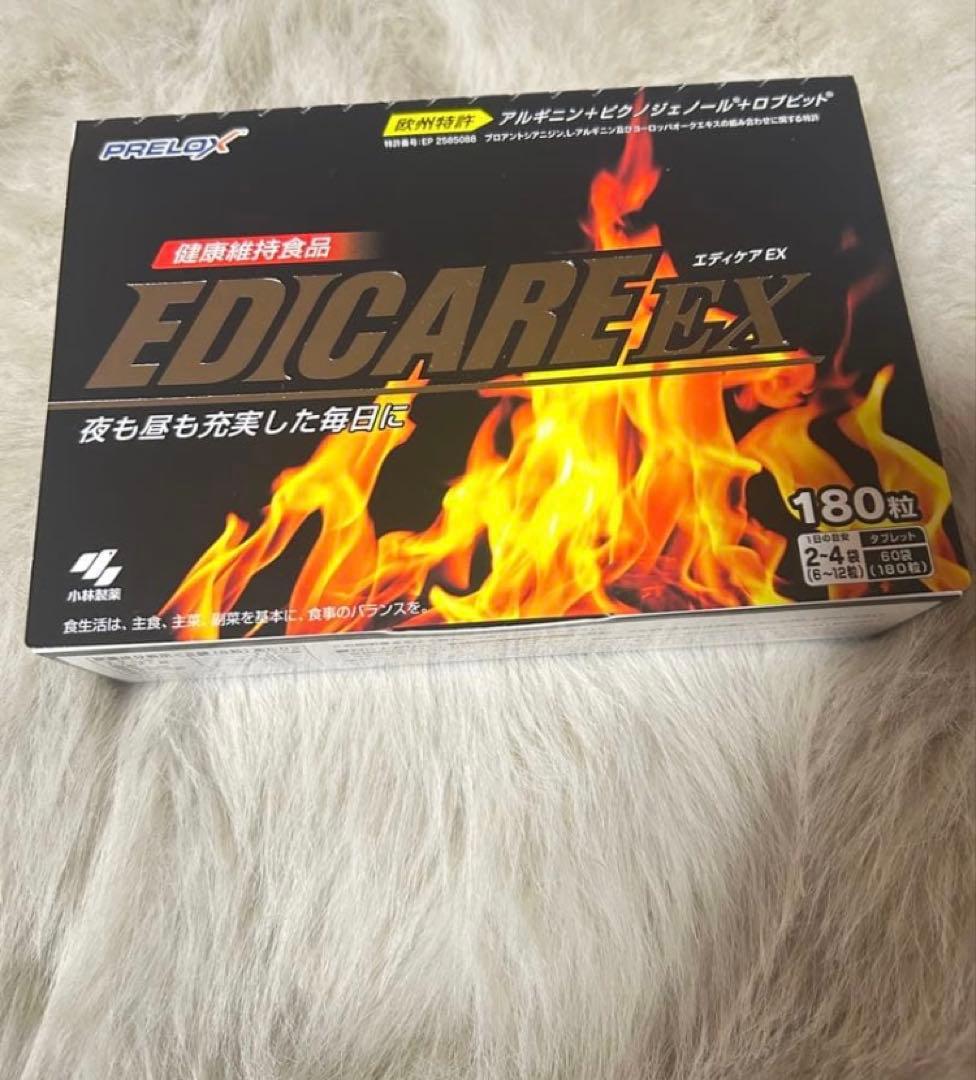 PRELOX
欧州特許 アルギニン+ピクノジェノール®+ロブビット®
特許番号:EP 2585088 プロアントシアニジン、L-アルギニン及びヨーロッパオークエキスの組み合わせに関する特許
健康維持食品
エディケア EX
EDICARE EX
夜も昼も充実した毎日に
180粒
1日の目安
2~4袋
(6~12粒)
タブレット
60袋
(180粒)
小林製薬
食生活は、主食、主菜、副菜を基本に、食事のバランスを。